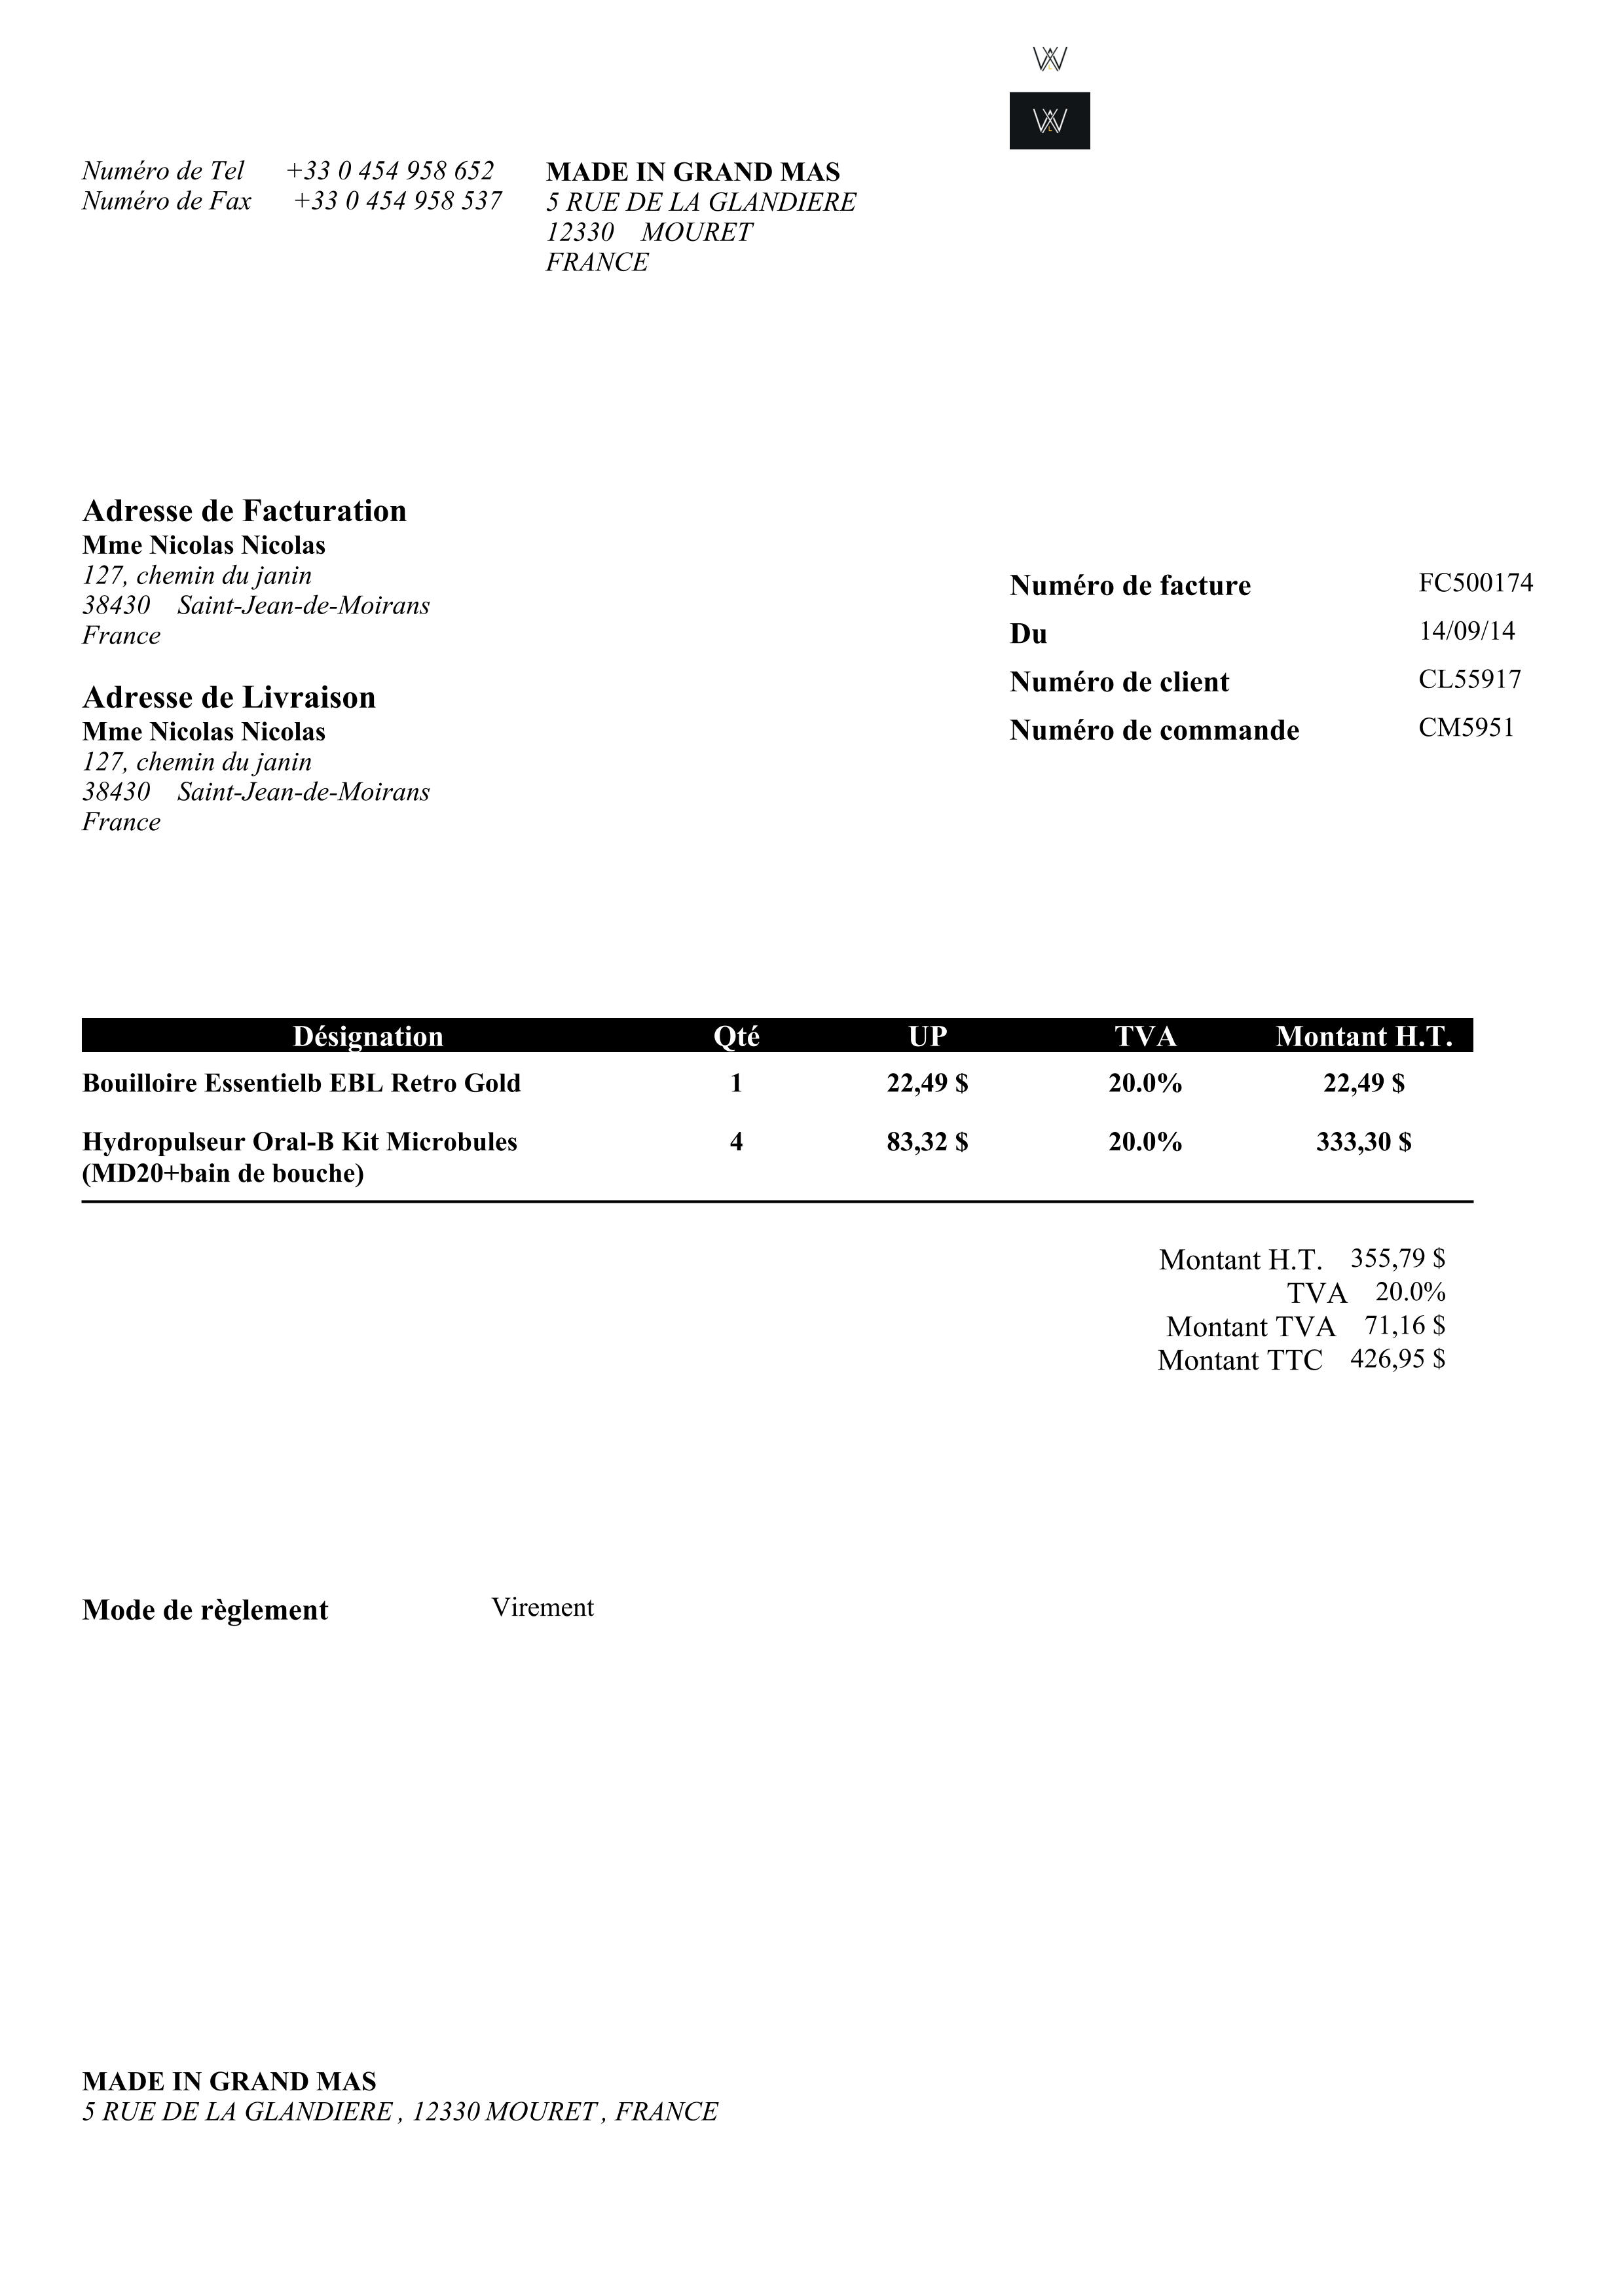 Numéro de Tel +33 0 454 958 652
Numéro de Fax +33 0 454 958 537
MADE IN GRAND MAS
5 RUE DE LA GLANDIERE
12330 MOURET
FRANCE
Adresse de Facturation
Mme Nicolas Nicolas
127, chemin du janin
38430 Saint-Jean-de-Moirans
France
Adresse de Livraison
Mme Nicolas Nicolas
127, chemin du janin
38430 Saint-Jean-de-Moirans
France
Numéro de facture FC500174
Du 14/09/14
Numéro de client CL55917
Numéro de commande CM5951
Désignation Qté UP TVA Montant H.T.
Bouilloire Essentielb EBL Retro Gold 1 22,49 $ 20.0% 22,49 $
Hydropulseur Oral-B Kit Microbules 4 83,32 $ 20.0% 333,30 $
(MD20+bain de bouche)
Montant H.T. 355,79 $
TVA 20.0%
Montant TVA 71,16 $
Montant TTC 426,95 $
Mode de règlement Virement
MADE IN GRAND MAS
5 RUE DE LA GLANDIERE , 12330 MOURET , FRANCE